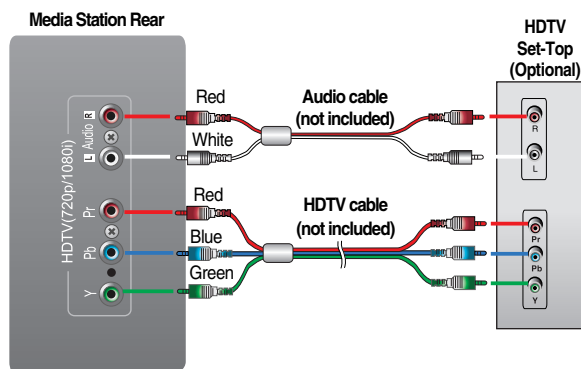 Media Station Rear
HDTV
Set-Top
(Optional)
Red
Audio cable
(not included)
White
Red
HDTV cable
(not included)
Blue
Green
HDTV(720p/1080i)
R
Audio
L
Pr
Pb
Y
R
L
Pr
Pb
Y